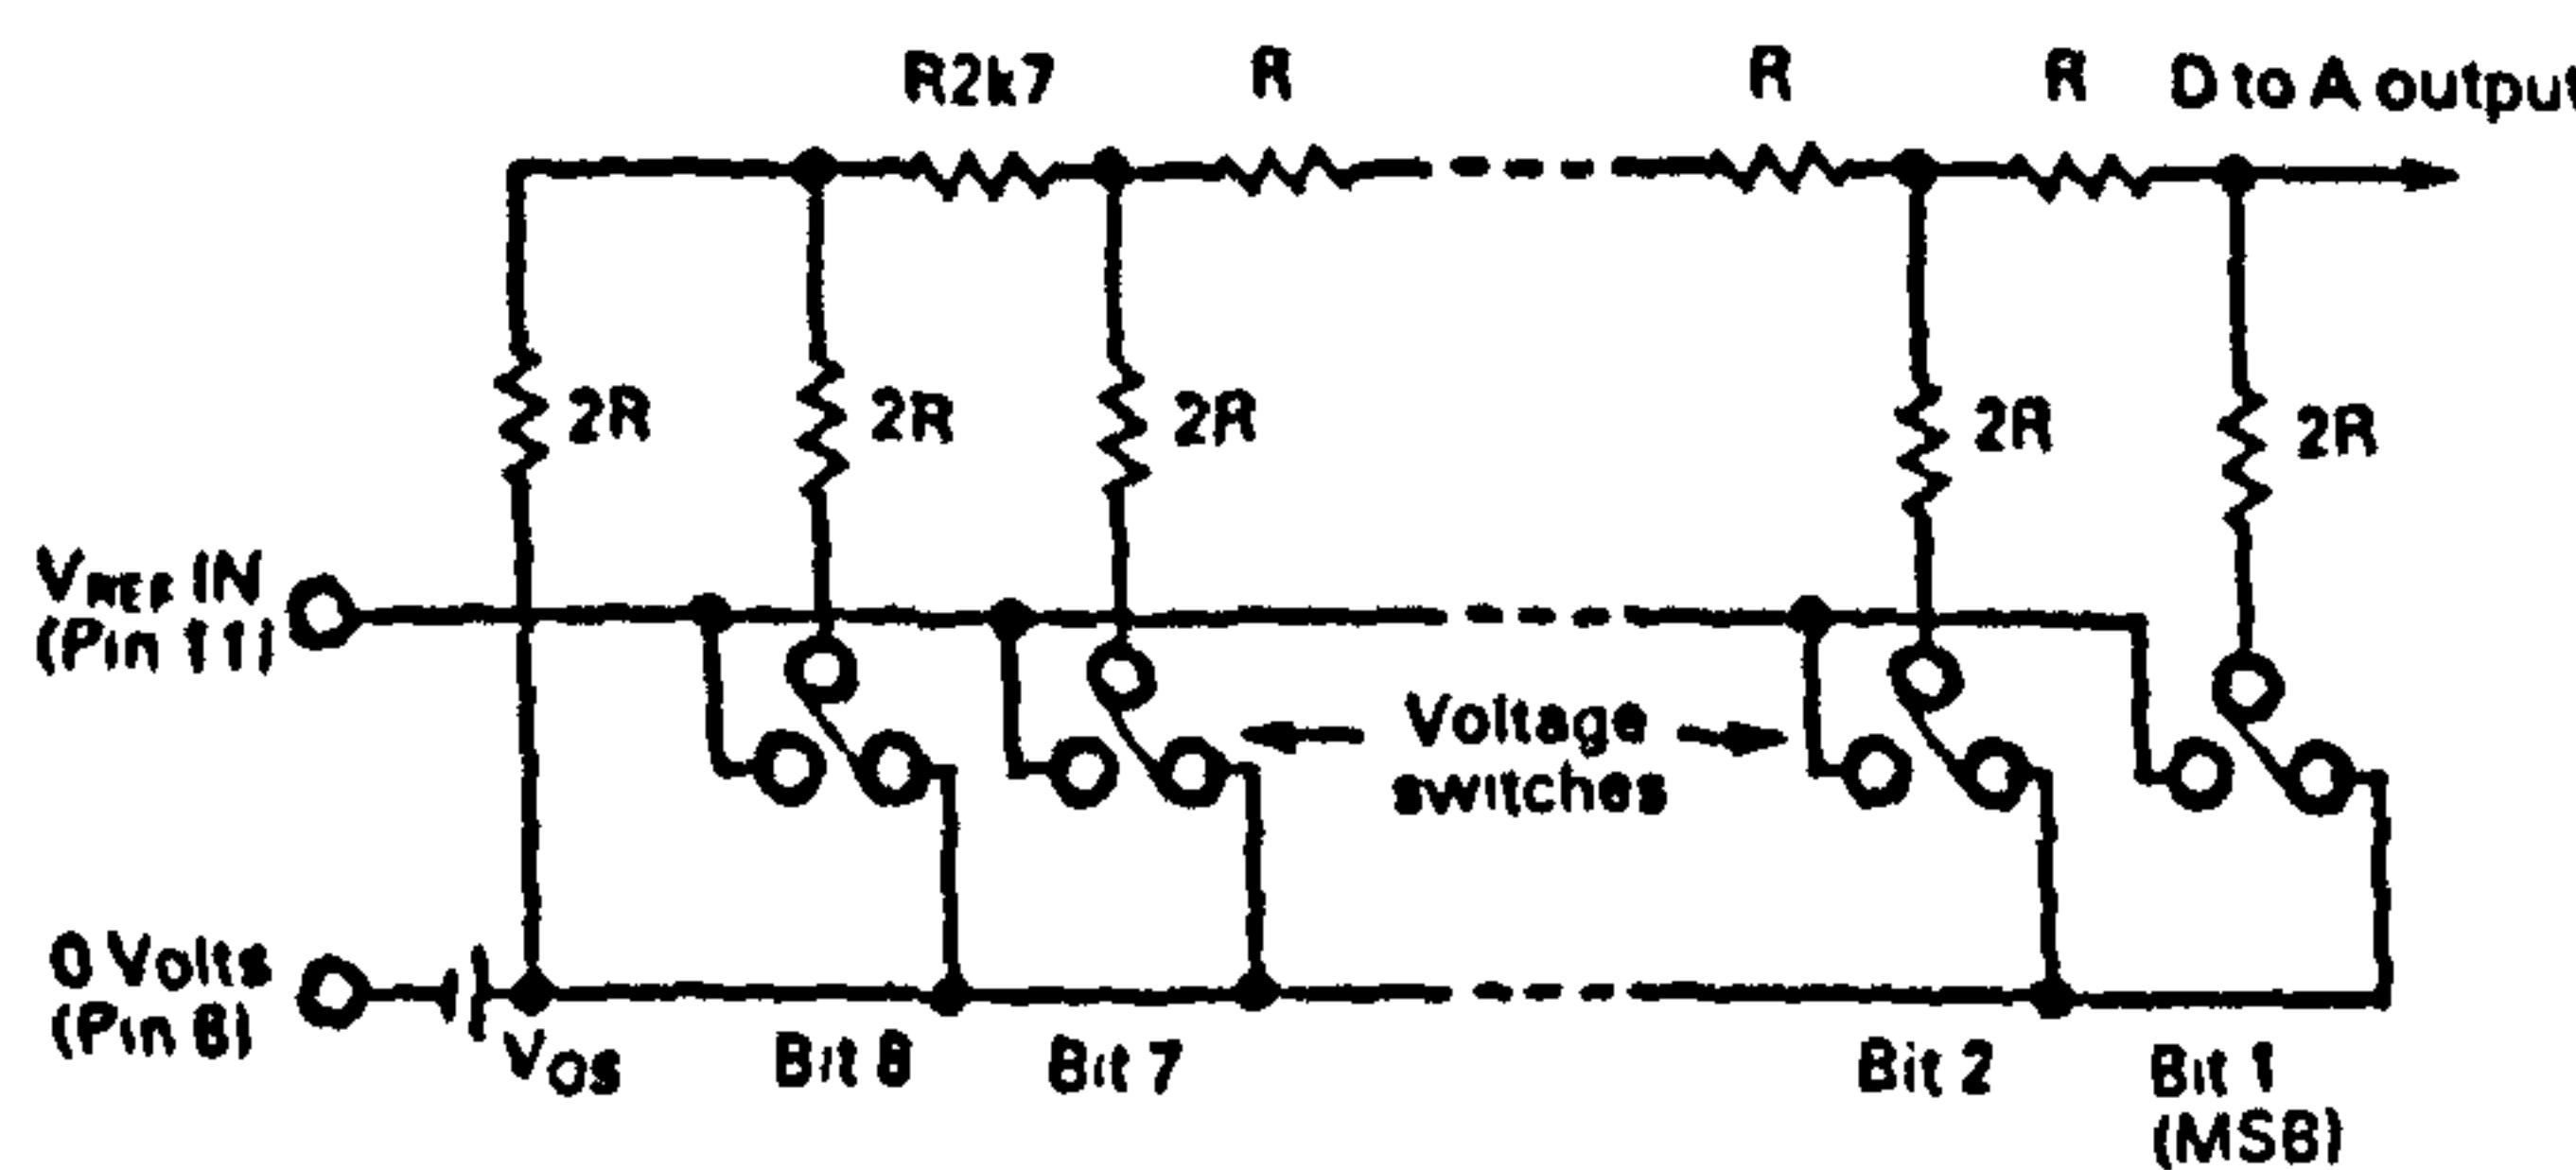 R2k7 R R R D to A output
2R 2R 2R 2R 2R
VREF IN
(Pin 11)
Voltage
switches
0 Volts
(Pin 8)
VOS
Bit 8 Bit 7 Bit 2 Bit 1
(MSB)